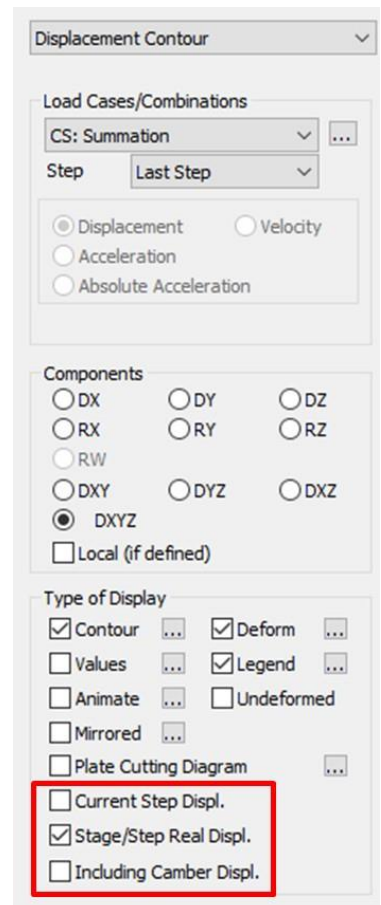 Displacement Contour
Load Cases/Combinations
CS: Summation ...
Step Last Step
Displacement Velocity
Acceleration
Absolute Acceleration
Components
DX DY DZ
RX RY RZ
RW
DXY DYZ DXZ
DXYZ
Local (if defined)
Type of Display
Contour ... Deform ...
Values ... Legend ...
Animate ... Undeformed
Mirrored ...
Plate Cutting Diagram ...
Current Step Displ.
Stage/Step Real Displ.
Including Camber Displ.